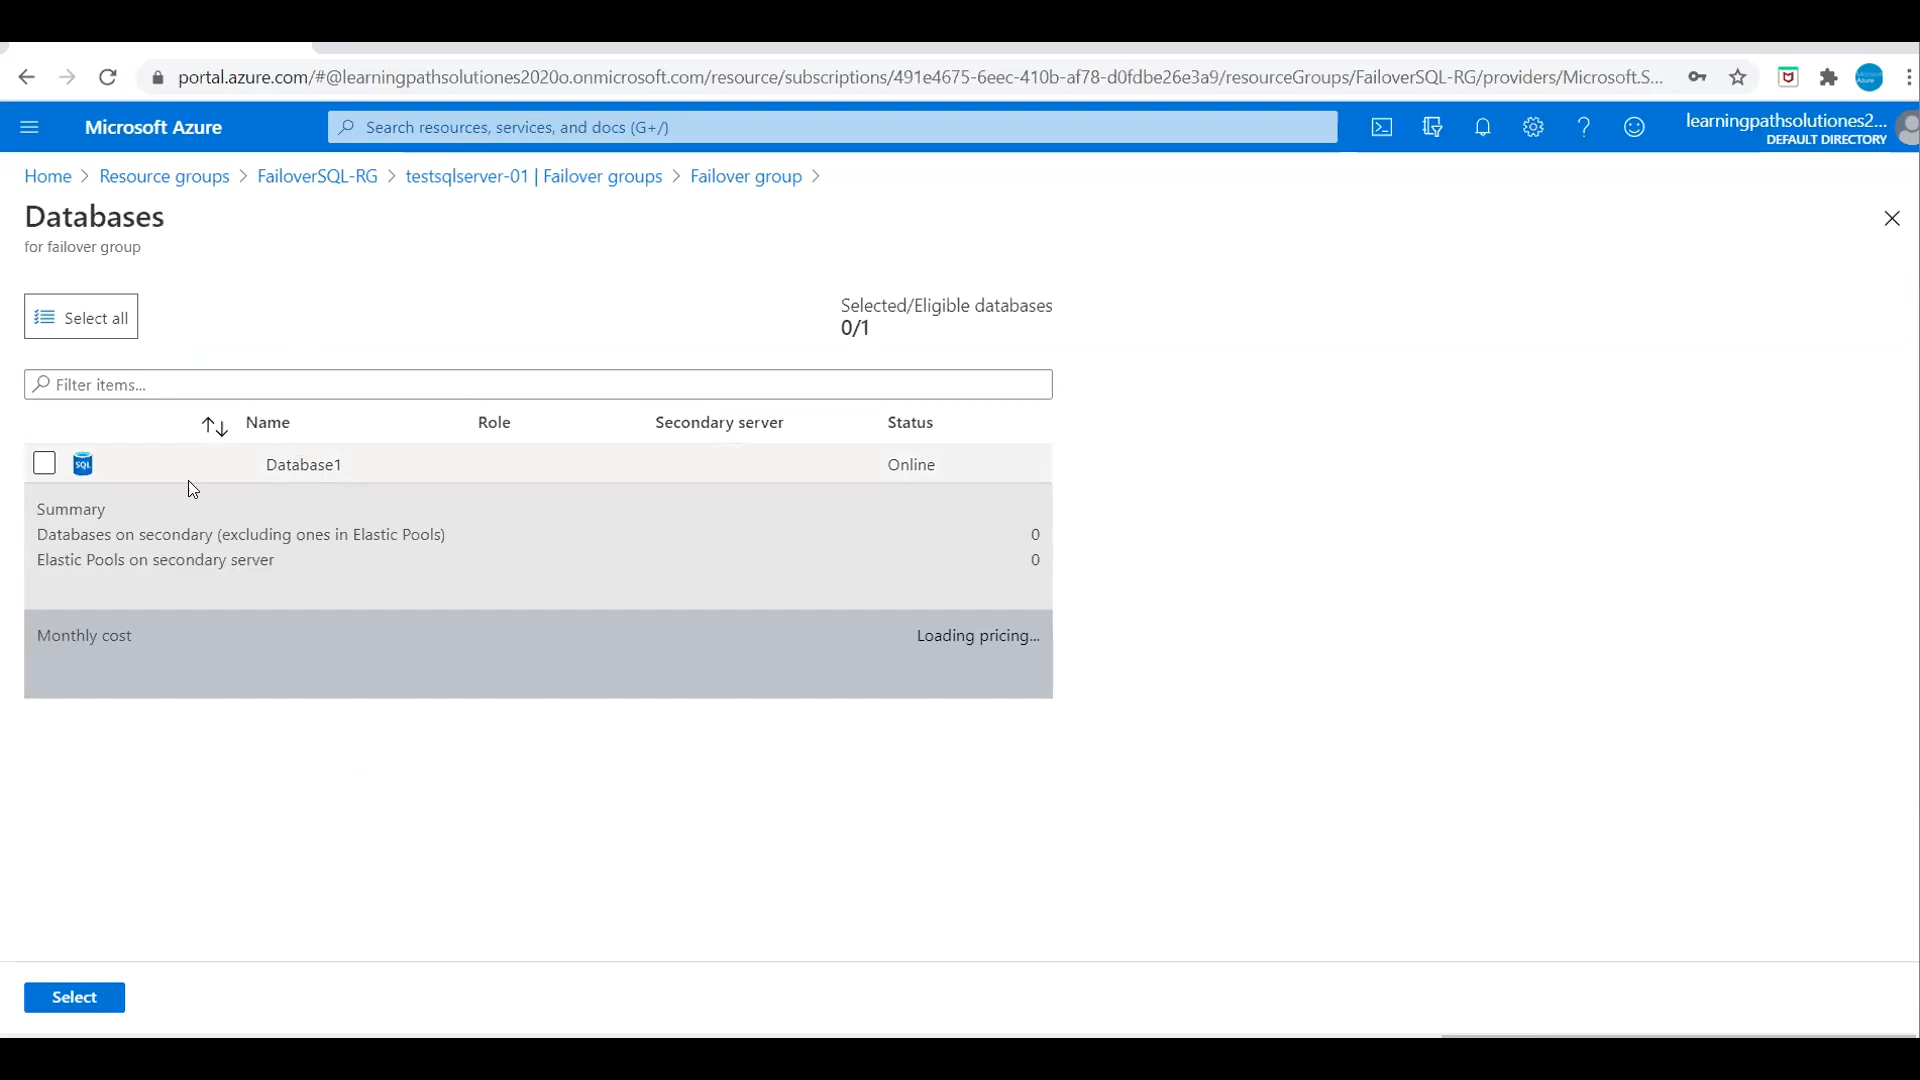 portal.azure.com/#@learningpathsolutiones2020o.onmicrosoft.com/resource/subscriptions/491e4675-6eec-410b-af78-d0fdbe26e3a9/resourceGroups/FailoverSQL-RG/providers/Microsoft.S...
Microsoft Azure
Search resources, services, and docs (G+/)
learningpathsolutiones2...
DEFAULT DIRECTORY
Home > Resource groups > FailoverSQL-RG > testsqlserver-01 | Failover groups > Failover group >
Databases
for failover group
Select all
Selected/Eligible databases
0/1
Filter items...
Name Role Secondary server Status
SQL Database1 Online
Summary
Databases on secondary (excluding ones in Elastic Pools) 0
Elastic Pools on secondary server 0
Monthly cost Loading pricing...
Select